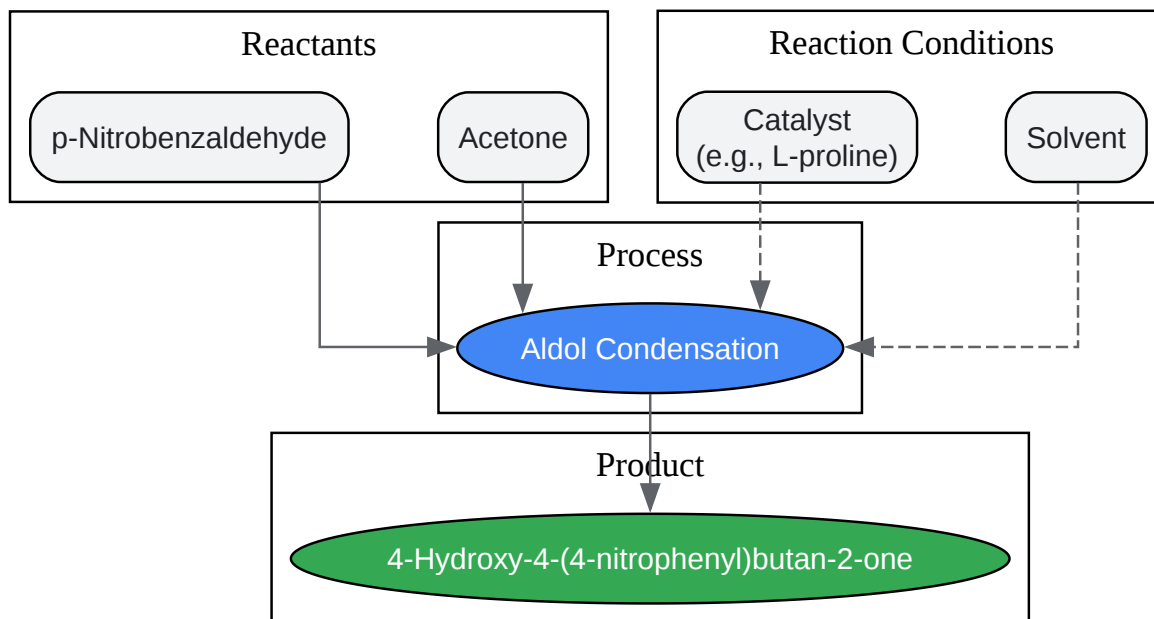 Reactants
Reaction Conditions
p-Nitrobenzaldehyde
Acetone
Catalyst
(e.g., L-proline)
Solvent
Process
Aldol Condensation
Product
4-Hydroxy-4-(4-nitrophenyl)butan-2-one